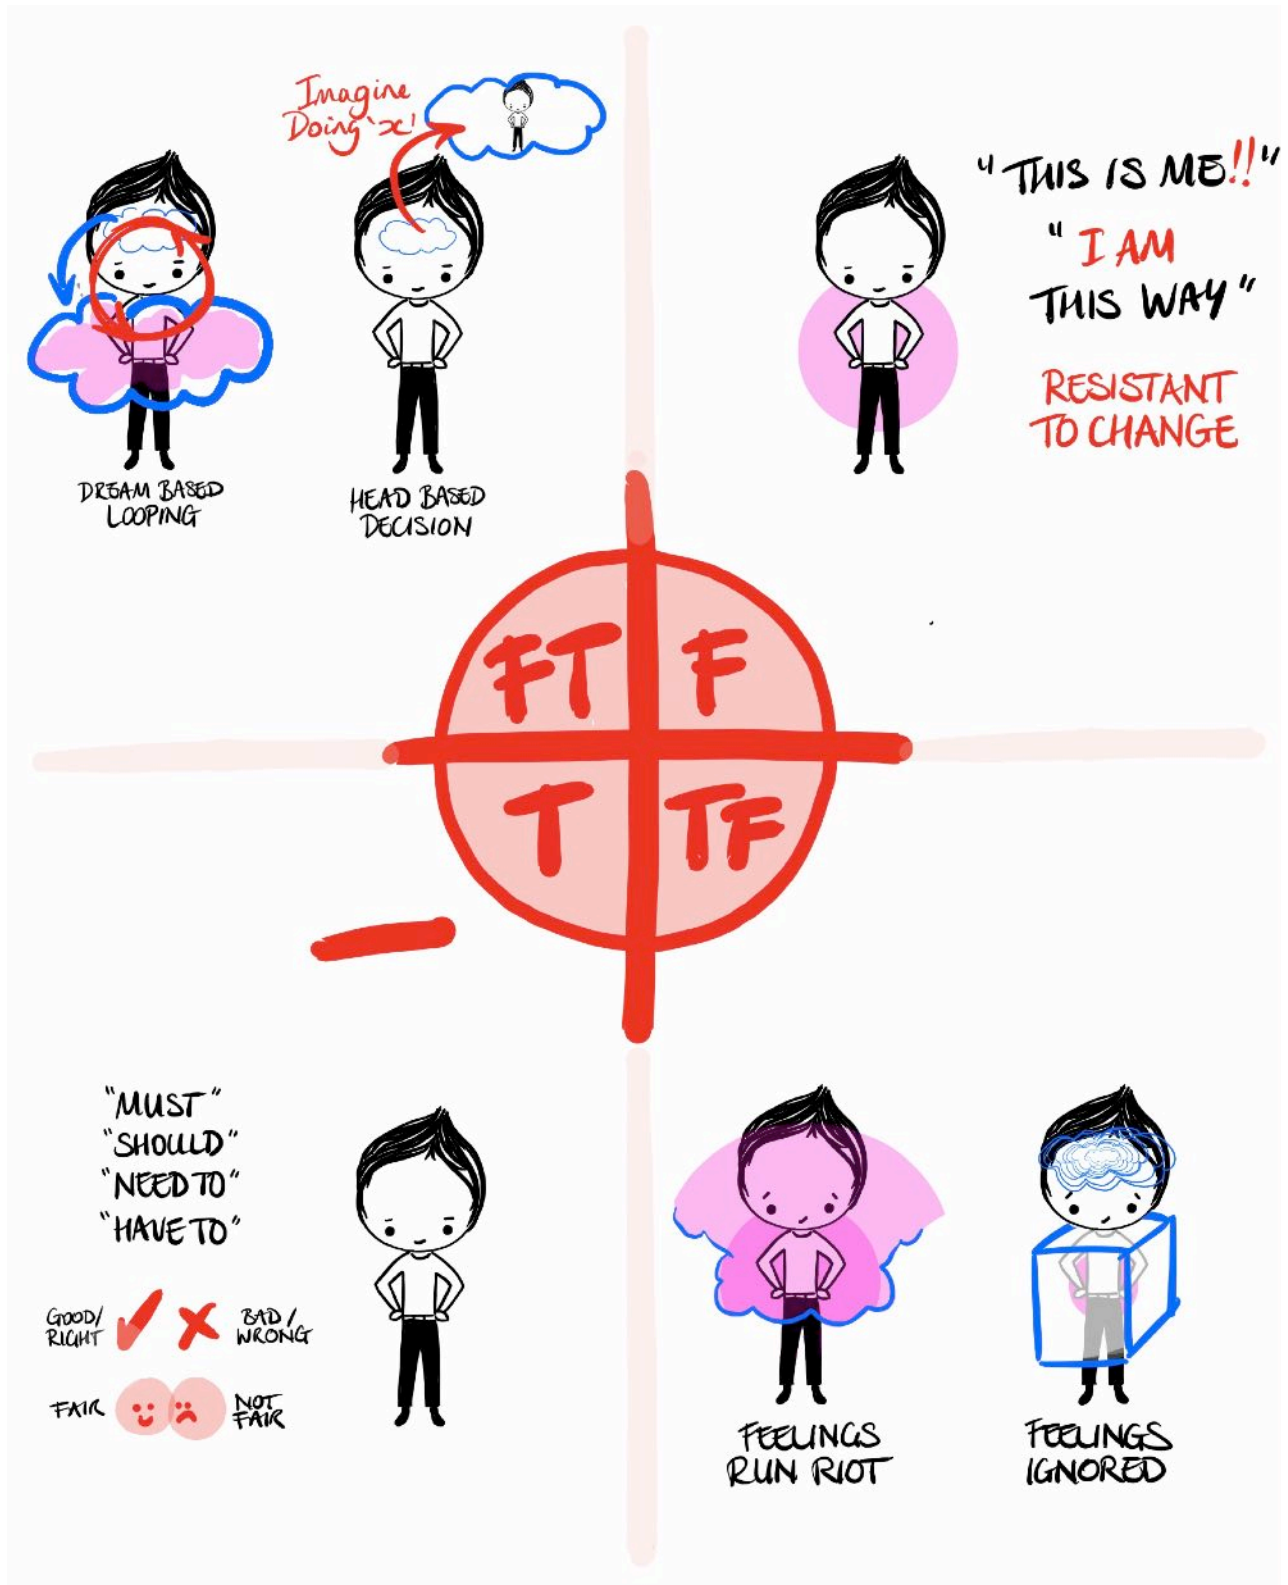 Imagine
Doing 'x'
DREAM BASED
LOOPING
HEAD BASED
DECISION
"THIS IS ME!!"
"I AM
THIS WAY"
RESISTANT
TO CHANGE
FT
F
T
TF
"MUST"
"SHOULD"
"NEED TO"
"HAVE TO"
GOOD/
RIGHT
BAD/
WRONG
FAIR
NOT
FAIR
FEELINGS
RUN RIOT
FEELINGS
IGNORED